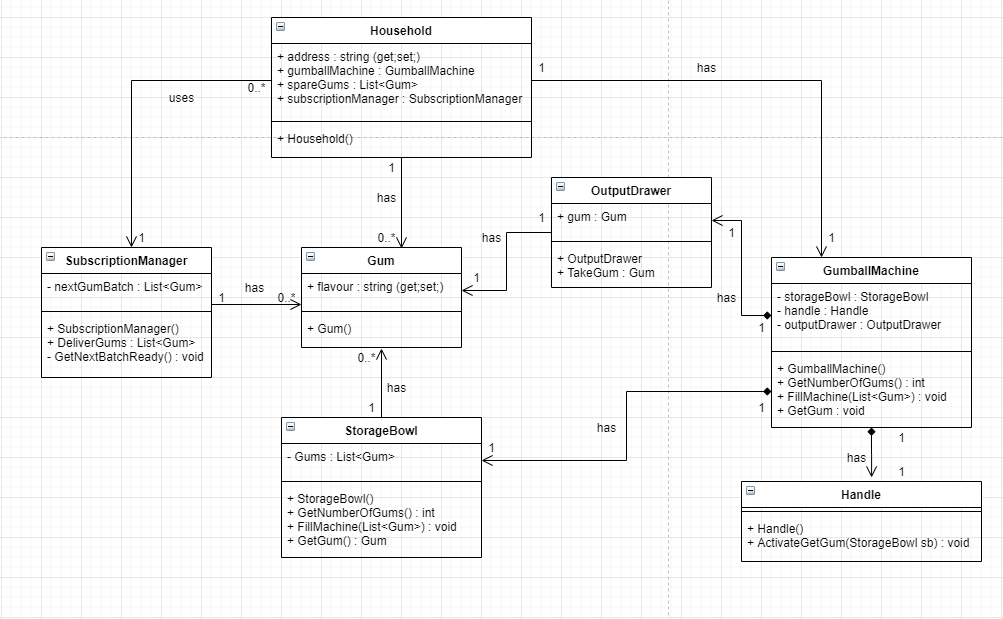 Household
+ address : string (get;set;)
+ gumballMachine : GumballMachine
+ spareGums : List<Gum>
+ subscriptionManager : SubscriptionManager
+ Household()
0..*
uses
1
has
1
has
0..*
1
1
OutputDrawer
+ gum : Gum
+ OutputDrawer
+ TakeGum : Gum
1
has
1
1
has
1
SubscriptionManager
- nextGumBatch : List<Gum>
+ SubscriptionManager()
+ DeliverGums : List<Gum>
- GetNextBatchReady() : void
has
1
0..*
Gum
+ flavour : string (get;set;)
+ Gum()
0..*
has
1
GumballMachine
- storageBowl : StorageBowl
- handle : Handle
- outputDrawer : OutputDrawer
+ GumballMachine()
+ GetNumberOfGums() : int
+ FillMachine(List<Gum>) : void
+ GetGum : void
1
has
1
1
has
1
StorageBowl
- Gums : List<Gum>
+ StorageBowl()
+ GetNumberOfGums() : int
+ FillMachine(List<Gum>) : void
+ GetGum() : Gum
Handle
+ Handle()
+ ActivateGetGum(StorageBowl sb) : void